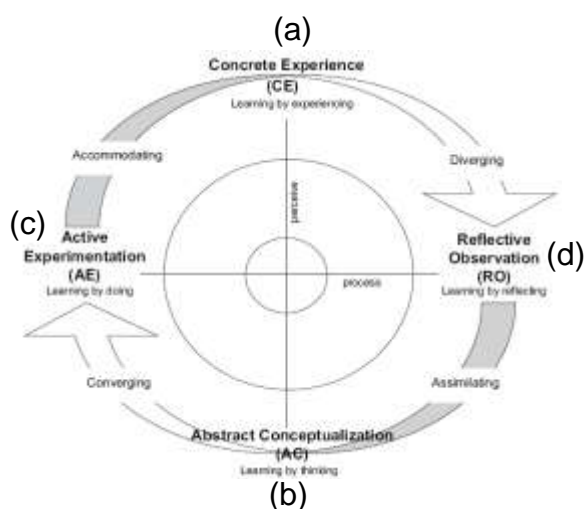 (a)
Concrete Experience
(CE)
Learning by experiencing
Accommodating
Diverging
perceive
(c)
Active
Experimentation
(AE)
Learning by doing
Reflective
Observation
(RO)
Learning by reflecting
(d)
process
Converging
Assimilating
Abstract Conceptualization
(AC)
Learning by thinking
(b)